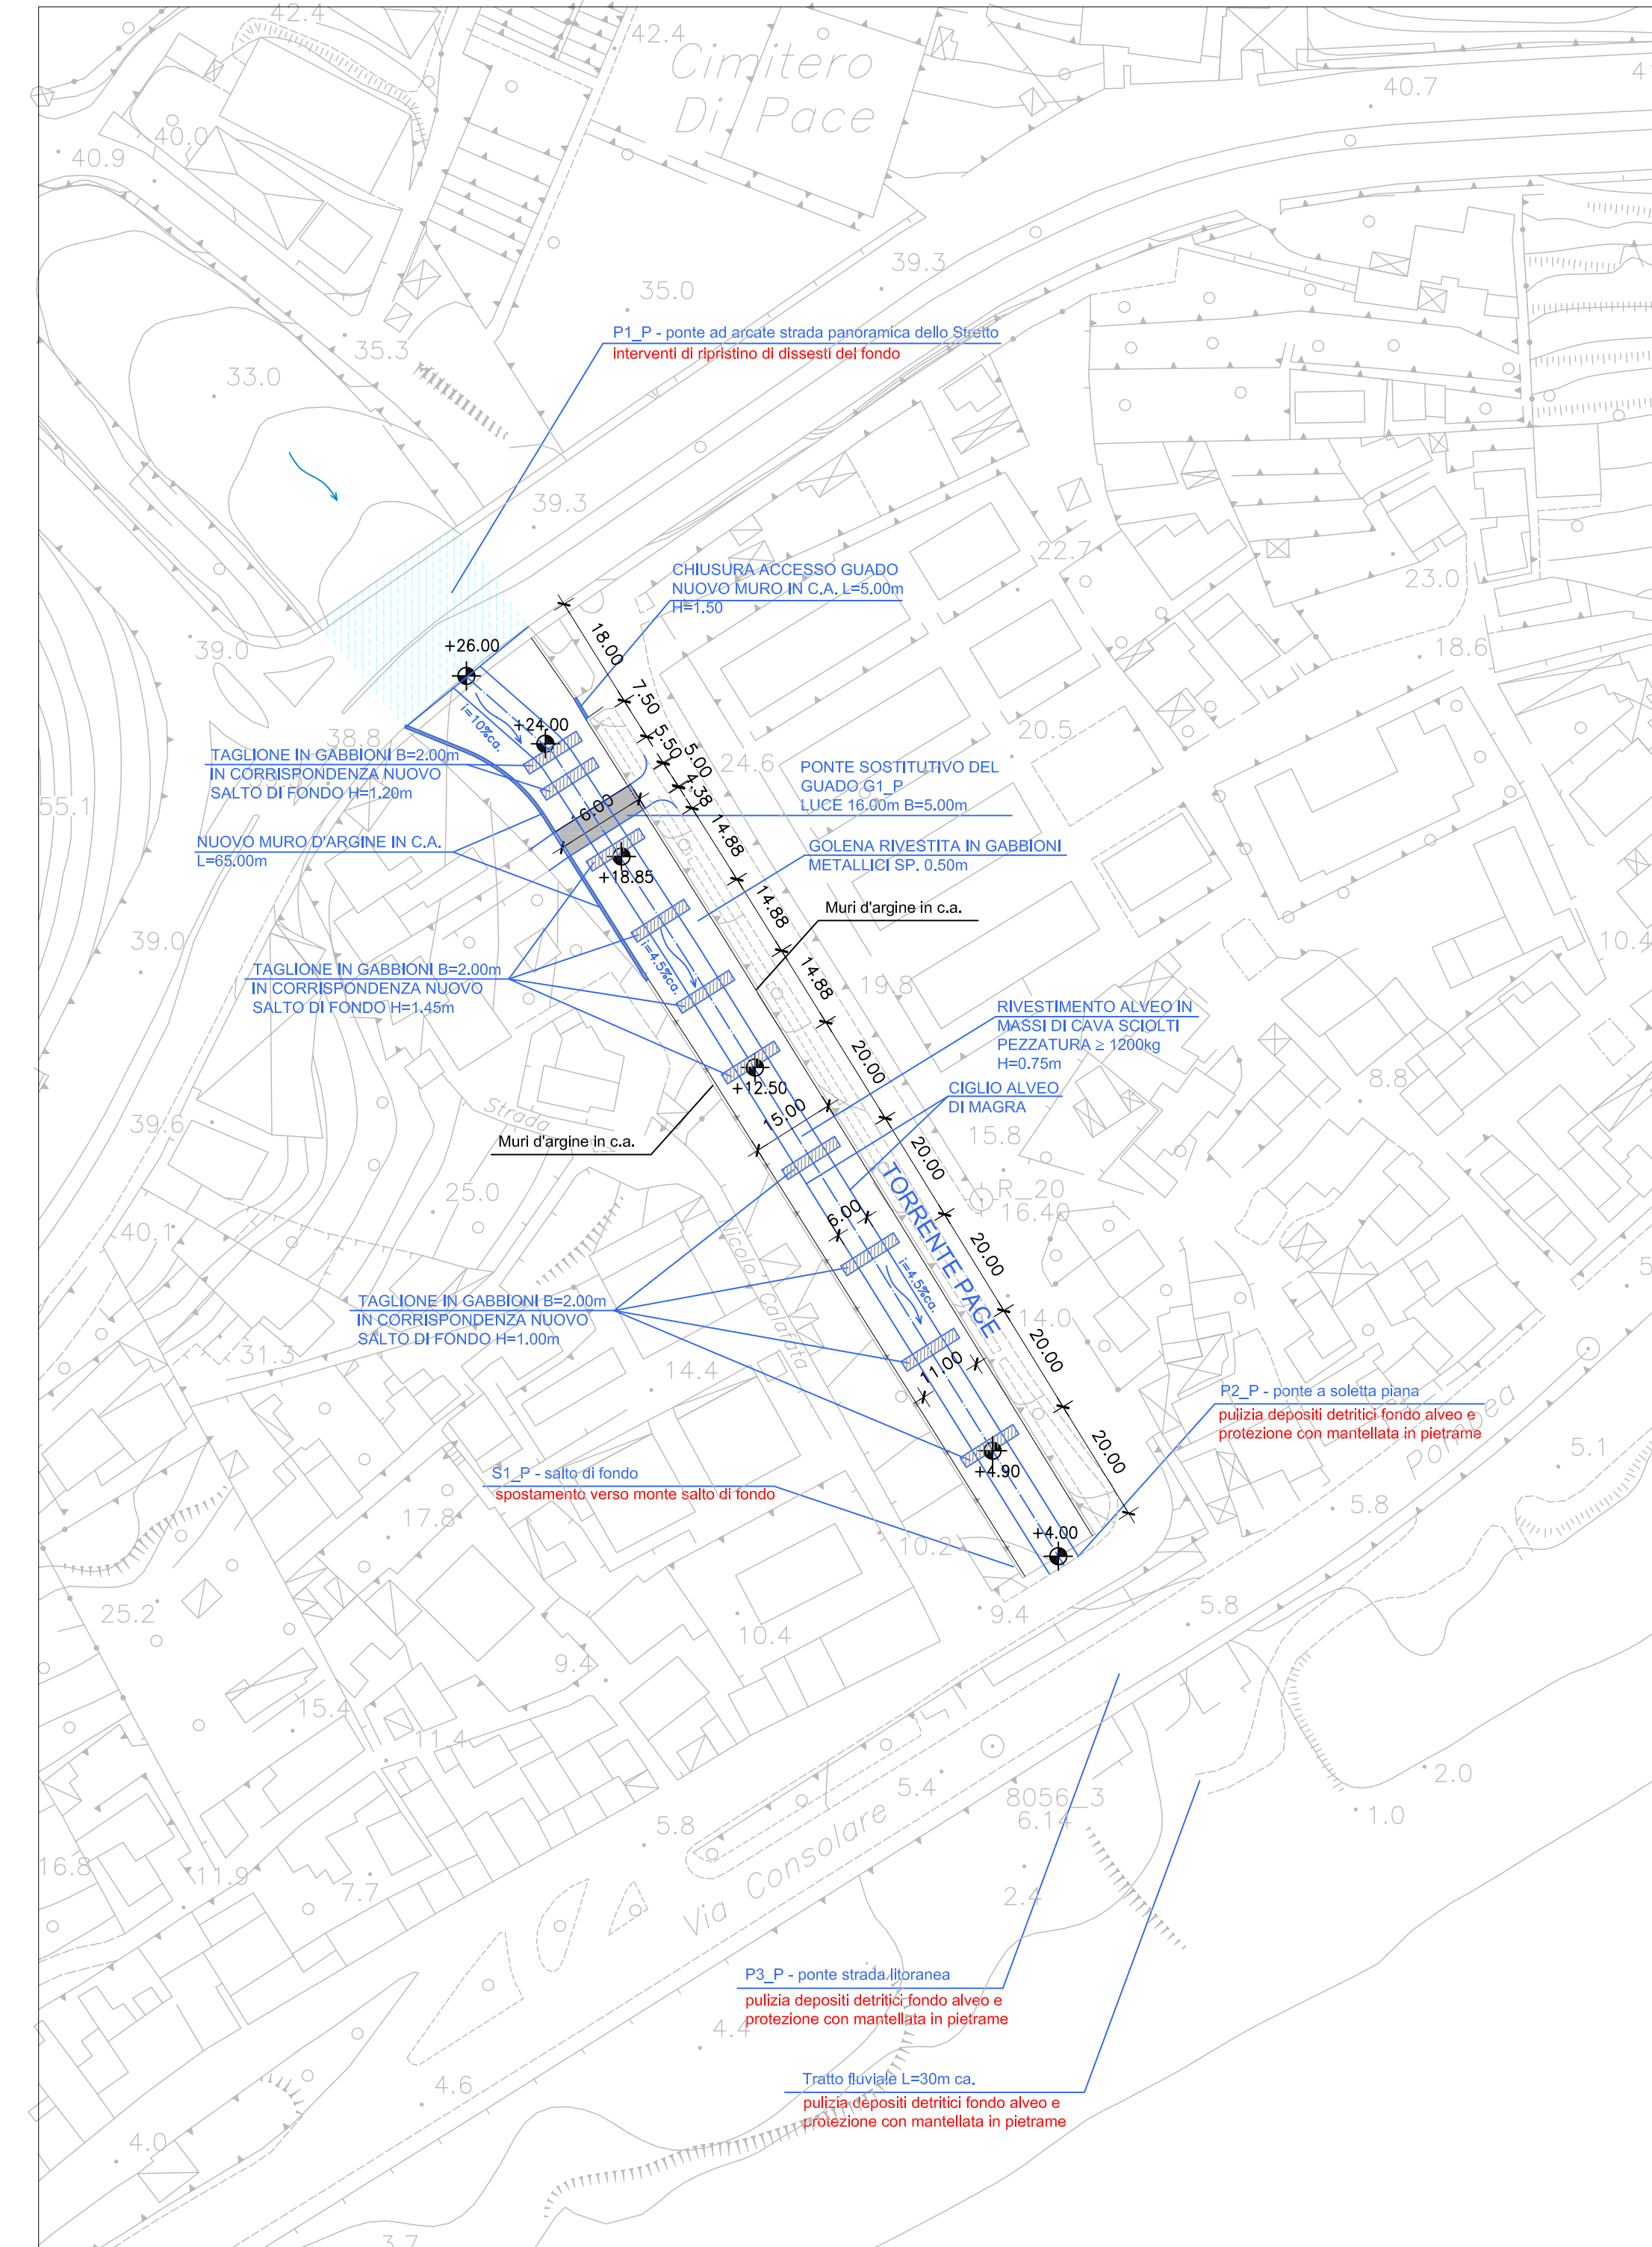 42.4
42.4
Cimitero
Di Pace
40.7
40.0
40.9
39.3
35.0
35.3
33.0
P1_P - ponte ad arcate strada panoramica dello Stretto
interventi di ripristino di dissesti del fondo
39.3
22.7
23.0
CHIUSURA ACCESSO GUADO
NUOVO MURO IN C.A. L=5.00m
H=1.50
39.0
+26.00
18.00
18.6
7.50
5.50
5.00
4.38
20.5
24.6
i=10%ca.
+24.00
38.8
TAGLIONE IN GABBIONI B=2.00m
IN CORRISPONDENZA NUOVO
SALTO DI FONDO H=1.20m
PONTE SOSTITUTIVO DEL
GUADO G1_P
LUCE 16.00m B=5.00m
55.1
14.88
NUOVO MURO D'ARGINE IN C.A.
L=65.00m
GOLENA RIVESTITA IN GABBIONI
METALLICI SP. 0.50m
+18.85
14.88
Muri d'argine in c.a.
39.0
10.4
i=4.5%ca.
14.88
19.8
TAGLIONE IN GABBIONI B=2.00m
IN CORRISPONDENZA NUOVO
SALTO DI FONDO H=1.45m
RIVESTIMENTO ALVEO IN
MASSI DI CAVA SCIOLTI
PEZZATURA ≥ 1200kg
H=0.75m
20.00
8.8
+12.50
CIGLIO ALVEO
DI MAGRA
39.6
Strada
15.8
Muri d'argine in c.a.
20.00
25.0
R_20
16.40
TORRENTE PACE
6.00
40.1
20.00
i=4.5%ca.
TAGLIONE IN GABBIONI B=2.00m
IN CORRISPONDENZA NUOVO
SALTO DI FONDO H=1.00m
14.0
20.00
31.3
14.4
11.00
P2_P - ponte a soletta piana
pulizia depositi detritici fondo alveo e
protezione con mantellata in pietrame
Pompea
20.00
5.1
S1_P - salto di fondo
spostamento verso monte salto di fondo
+4.90
5.8
17.8
+4.00
10.2
25.2
9.4
5.8
10.4
9.4
15.4
11.4
5.4
8056_3
6.14
2.0
1.0
5.8
Via Consolare
16.8
11.9
7.7
2.4
P3_P - ponte strada litoranea
pulizia depositi detritici fondo alveo e
protezione con mantellata in pietrame
4.4
Tratto fluviale L=30m ca.
pulizia depositi detritici fondo alveo e
protezione con mantellata in pietrame
4.6
4.0
3.7